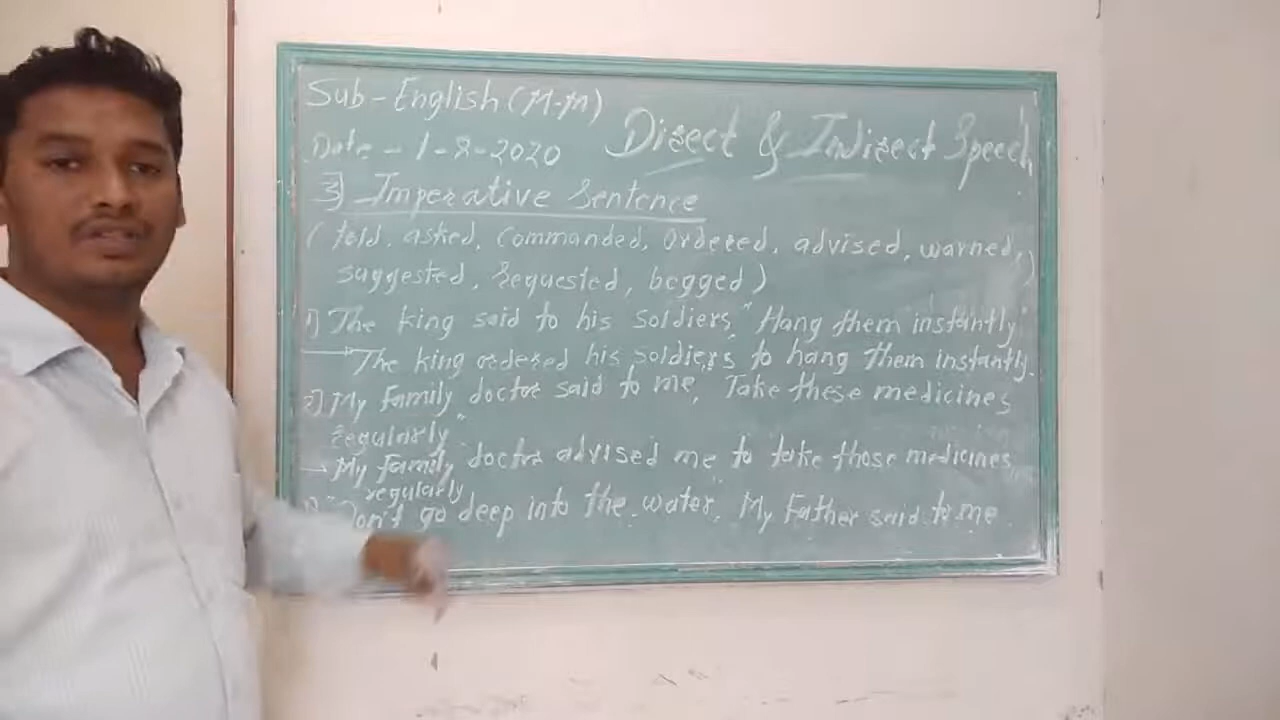 Sub - English (M.M)
Direct & Indirect Speech
Date - 1-8-2020
3) Imperative Sentence
( told, asked, Commanded, Ordered, advised, warned,
suggested, requested, begged )
1) The king said to his soldiers, "Hang them instantly"
→ The king ordered his soldiers to hang them instantly.
2) My family doctor said to me, Take these medicines
regularly"
→ My family doctor advised me to take those medicines
regularly
"Don't go deep into the water", My Father said to me